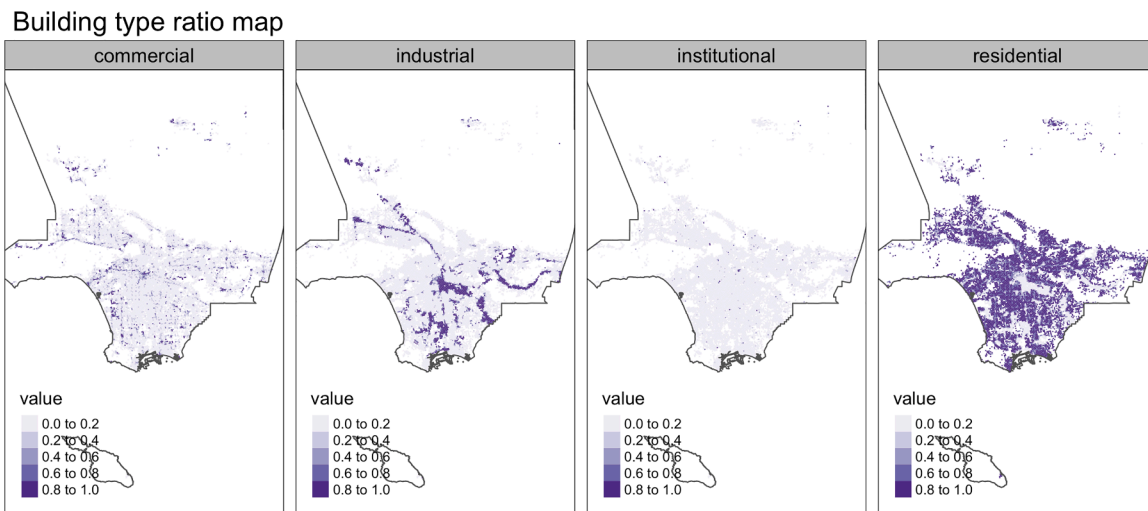 Building type ratio map
commercial
industrial
institutional
residential
value
0.0 to 0.2
0.2 to 0.4
0.4 to 0.6
0.6 to 0.8
0.8 to 1.0
value
0.0 to 0.2
0.2 to 0.4
0.4 to 0.6
0.6 to 0.8
0.8 to 1.0
value
0.0 to 0.2
0.2 to 0.4
0.4 to 0.6
0.6 to 0.8
0.8 to 1.0
value
0.0 to 0.2
0.2 to 0.4
0.4 to 0.6
0.6 to 0.8
0.8 to 1.0